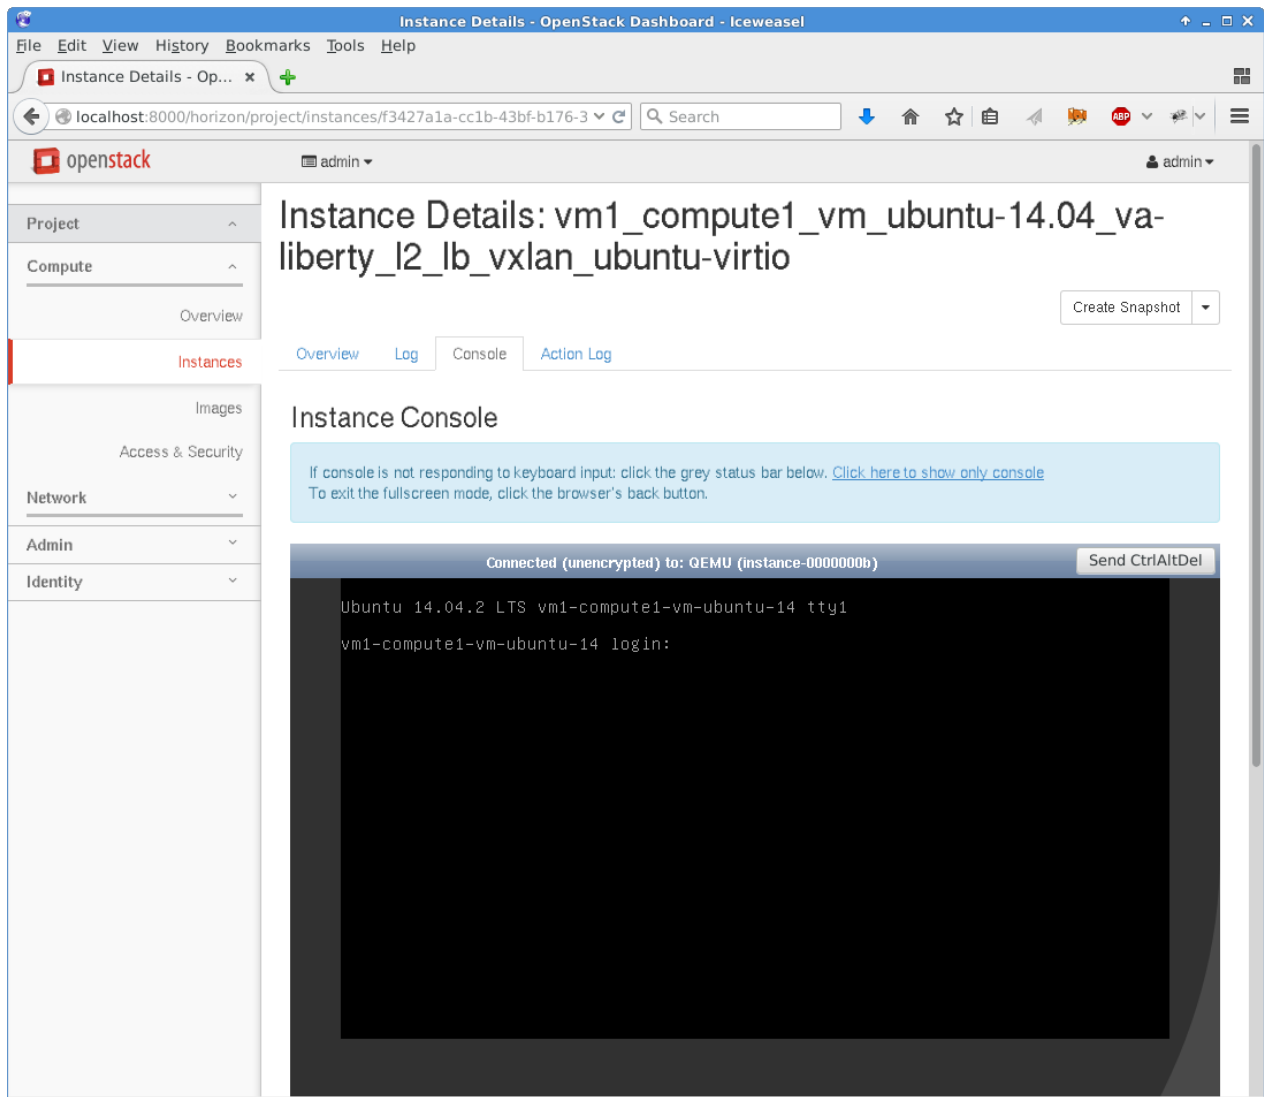 Instance Details - OpenStack Dashboard - Iceweasel
File Edit View History Bookmarks Tools Help
Instance Details - Op...
localhost:8000/horizon/project/instances/f3427a1a-cc1b-43bf-b176-3
Search
ABP
openstack
admin
admin
Project
Instance Details: vm1_compute1_vm_ubuntu-14.04_va-
liberty_l2_lb_vxlan_ubuntu-virtio
Compute
Create Snapshot
Overview
Instances
Images
Access & Security
Network
Admin
Identity
Overview Log Console Action Log
Instance Console
If console is not responding to keyboard input: click the grey status bar below. Click here to show only console
To exit the fullscreen mode, click the browser's back button.
Connected (unencrypted) to: QEMU (instance-0000000b)
Send CtrlAltDel
Ubuntu 14.04.2 LTS vm1-compute1-vm-ubuntu-14 tty1
vm1-compute1-vm-ubuntu-14 login: